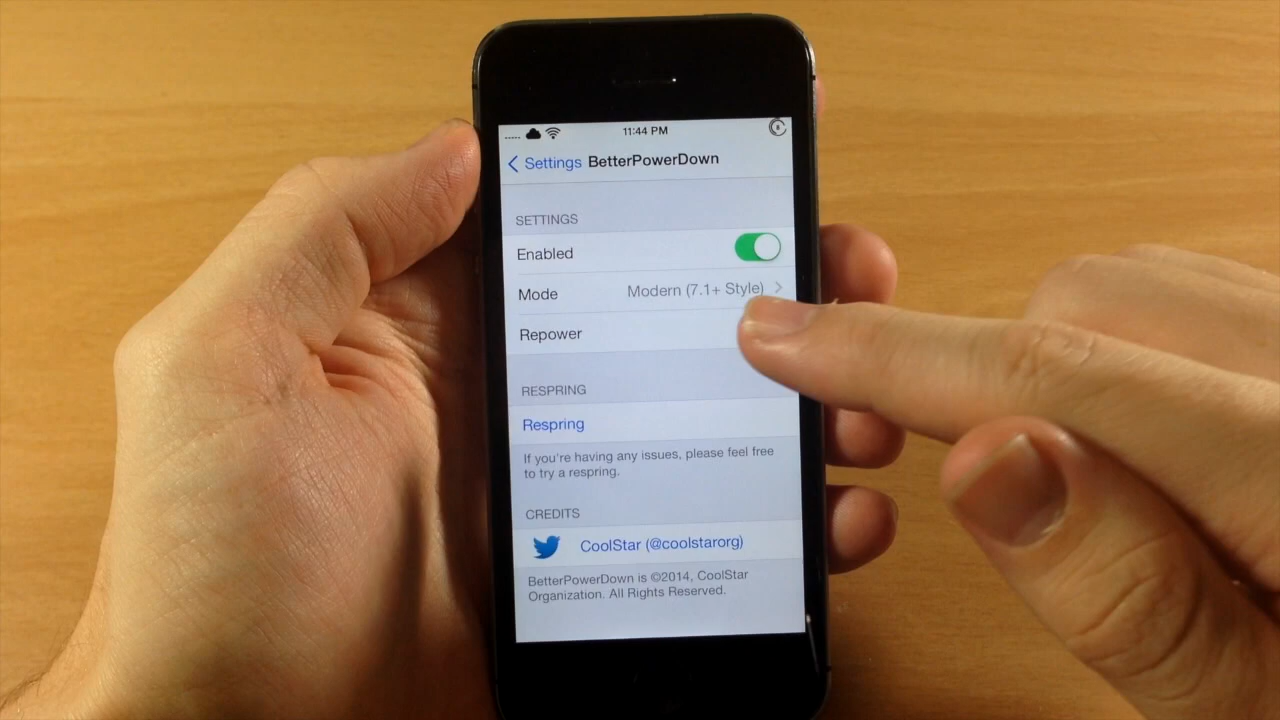 11:44 PM
Settings BetterPowerDown
SETTINGS
Enabled
Mode Modern (7.1+ Style)
Repower
RESPRING
Respring
If you're having any issues, please feel free
to try a respring.
CREDITS
CoolStar (@coolstarorg)
BetterPowerDown is ©2014, CoolStar
Organization. All Rights Reserved.